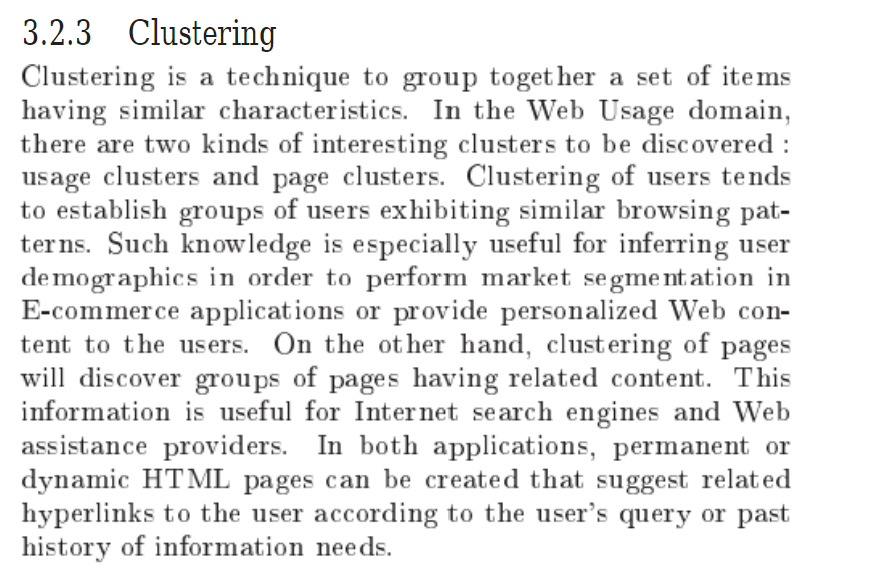 3.2.3 Clustering
Clustering is a technique to group together a set of items
having similar characteristics. In the Web Usage domain,
there are two kinds of interesting clusters to be discovered :
usage clusters and page clusters. Clustering of users tends
to establish groups of users exhibiting similar browsing pat-
terns. Such knowledge is especially useful for inferring user
demographics in order to perform market segmentation in
E-commerce applications or provide personalized Web con-
tent to the users. On the other hand, clustering of pages
will discover groups of pages having related content. This
information is useful for Internet search engines and Web
assistance providers. In both applications, permanent or
dynamic HTML pages can be created that suggest related
hyperlinks to the user according to the user's query or past
history of information needs.